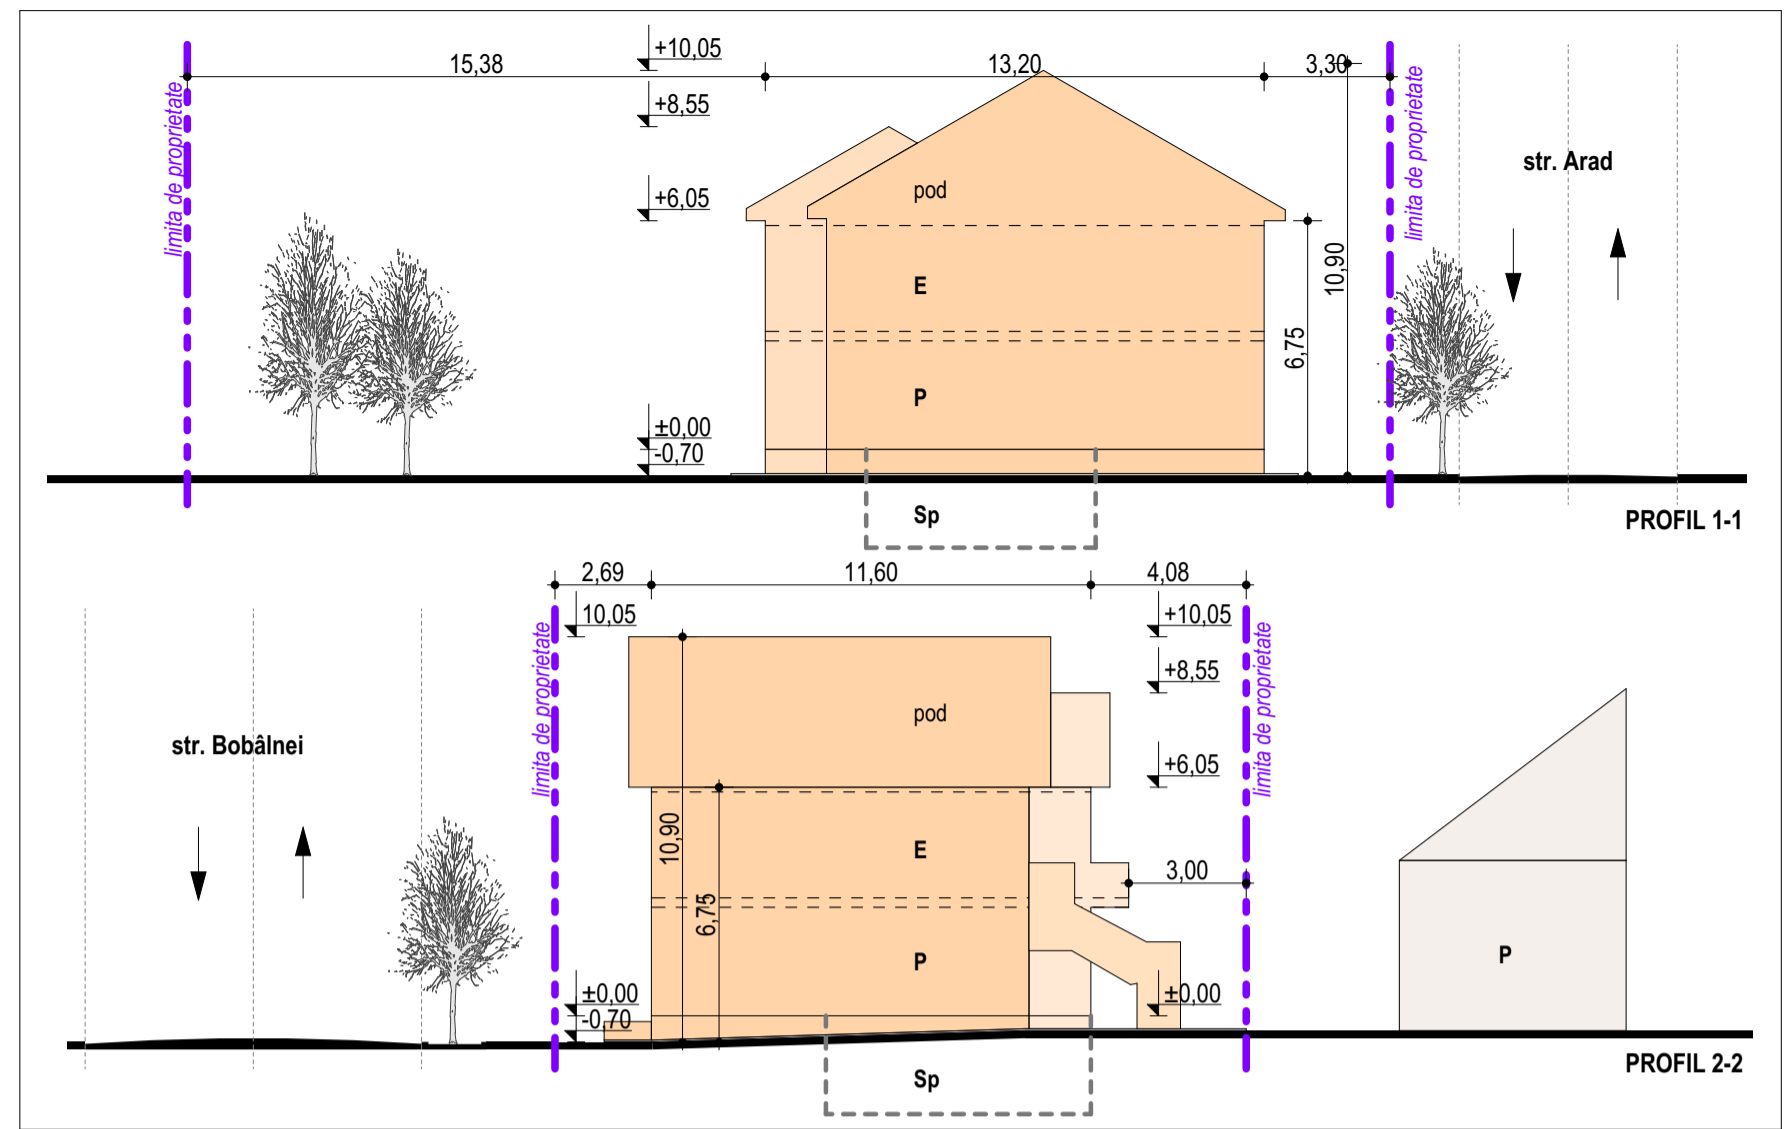 +10,05
15,38
13,20
3,30
+8,55
limita de proprietate
limita de proprietate
str. Arad
pod
+6,05
E
10,90
6,75
P
±0,00
-0,70
Sp
PROFIL 1-1
2,69
11,60
4,08
10,05
+10,05
limita de proprietate
limita de proprietate
+8,55
pod
str. Bobâlnei
+6,05
10,90
E
3,00
6,75
P
P
±0,00
±0,00
-0,70
Sp
PROFIL 2-2